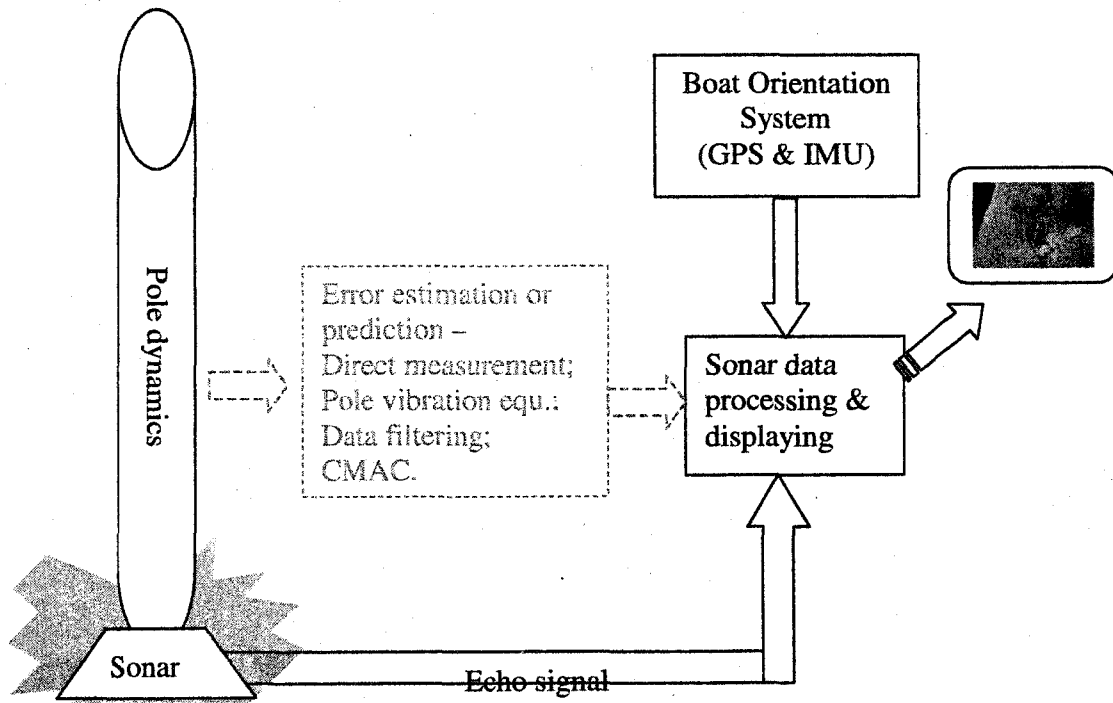 Pole dynamics
Boat Orientation
System
(GPS & IMU)
Error estimation or
prediction –
Direct measurement;
Pole vibration equ.:
Data filtering;
CMAC.
Sonar data
processing &
displaying
Sonar
Echo signal